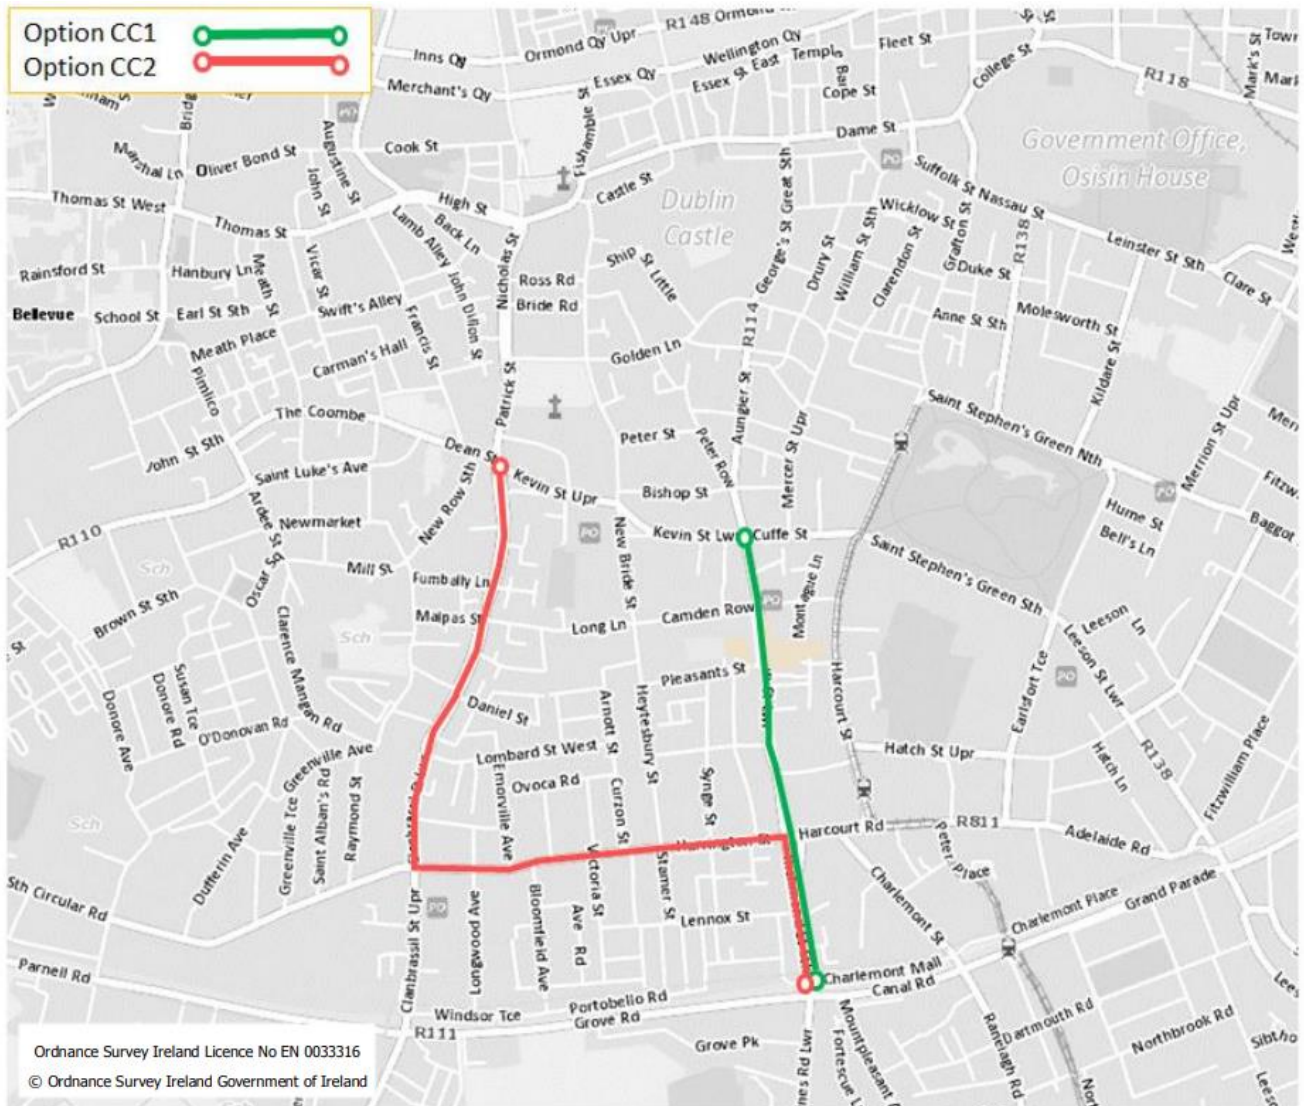 Option CC1
Option CC2
Inns Qy
Ormond Qy Upr
R148 Ormond
Wellington Qy
Essex Qy
Essex St East
Temple Bar
Fleet St
College St
R118
Town
Mark's St
Mark
Merchant's Qy
Fishamble St
Cope St
Dame St
Cook St
Augustine St
Oliver Bond St
Marshal Ln
John St
High St
Castle St
Dublin
Castle
Government Office,
Osisin House
PO
Suffolk St
Nassau St
Leinster St Sth
Clare St
Thomas St West
Thomas St
Lamb Alley
Back Ln
Nicholas St
George's St Great Sth
Wicklow St
Grafton St
Clarendon St
William St Sth
Drury St
R138
Duke St
Rainsford St
Hanbury Ln
Meath St
Vicar St
Swift's Alley
John Dillon St
Francis St
Ross Rd
Bride Rd
Ship St Little
R114
Anne St Sth
Molesworth St
Kildare St
Bellevue
School St
Earl St Sth
Meath Place
Carman's Hall
Pimlico
Patrick St
Golden Ln
Aungier St
Saint Stephen's Green Nth
Merrion St Upr
The Coombe
John St Sth
Dean St
Peter St
Peter Row
Mercer St Upr
Saint Luke's Ave
New Row Sth
Kevin St Upr
Bishop St
Fitzw.
Baggot
Hume St
Bell's Ln
R110
Ardee St
Newmarket
Kevin St Lw
Cuffe St
Saint Stephen's Green Sth
New Bride St
Sch
Oscar Sq
Mill St
Fumbally Ln
Malpas St
Long Ln
Camden Row
Montague Ln
Leeson Ln
Leeson St Lwr
Brown St Sth
Clarence Mangan Rd
Pleasants St
Harcourt St
Earlsfort Tce
Susan Tce
Donore Rd
Donore Ave
O'Donovan Rd
Daniel St
Arnott St
Heytesbury St
Hatch St Upr
Hatch Ln
R138
Fitzwilliam Place
Greenville Ave
Greenville Tce
Saint Alban's Rd
Raymond St
Lombard St West
Emorville Ave
Ovoca Rd
Curzon St
Synge St
Sch
Dufferin Ave
Harrington St
Harcourt Rd
R811
Adelaide Rd
Peter Place
Sth Circular Rd
Clanbrassil St Upr
Longwood Ave
Bloomfield Ave
Victoria St
Ave Rd
Stamer St
Lennox St
Charlemont St
Charlemont Place
Grand Parade
Parnell Rd
Windsor Tce
Portobello Rd
Grove Rd
R111
Charlemont Mall
Canal Rd
Grove Pk
Mountpleasant
Fortescue
Ranelagh Rd
Dartmouth Rd
Northbrook Rd
Ordnance Survey Ireland Licence No EN 0033316
© Ordnance Survey Ireland Government of Ireland